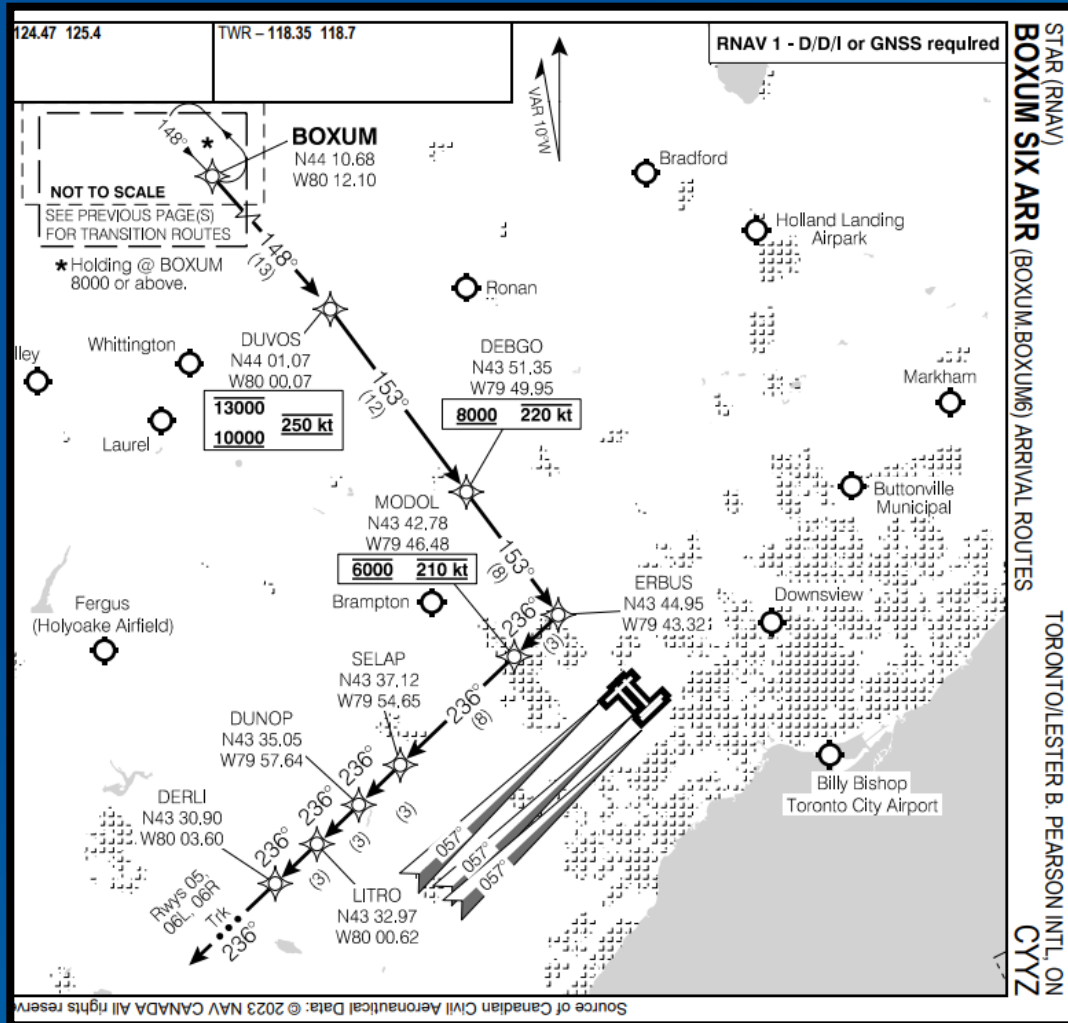 124.47 125.4
TWR – 118.35 118.7
RNAV 1 - D/D/I or GNSS required
STAR (RNAV)
BOXUM SIX ARR (BOXUM.BOXUM6) ARRIVAL ROUTES
TORONTO/LESTER B. PEARSON INTL, ON
CYYZ
VAR 10°W
148°
*
BOXUM
N44 10.68
W80 12.10
NOT TO SCALE
SEE PREVIOUS PAGE(S)
FOR TRANSITION ROUTES
*Holding @ BOXUM
8000 or above.
148°
(13)
Bradford
Holland Landing
Airpark
Ronan
DUVOS
N44 01.07
W80 00.07
13000
10000
250 kt
Whittington
lley
Laurel
153°
(12)
DEBGO
N43 51.35
W79 49.95
8000 220 kt
Markham
Buttonville
Municipal
MODOL
N43 42.78
W79 46.48
6000 210 kt
153°
(8)
Brampton
ERBUS
N43 44.95
W79 43.32
Downsview
236°
(3)
Fergus
(Holyoake Airfield)
SELAP
N43 37.12
W79 54.65
236°
(8)
DUNOP
N43 35.05
W79 57.64
236°
(3)
DERLI
N43 30.90
W80 03.60
236°
(3)
236°
(3)
LITRO
N43 32.97
W80 00.62
Rwys 05,
06L, 06R
Trk
236°
057°
057°
057°
Billy Bishop
Toronto City Airport
Source of Canadian Civil Aeronautical Data: © 2023 NAV CANADA All rights reserve